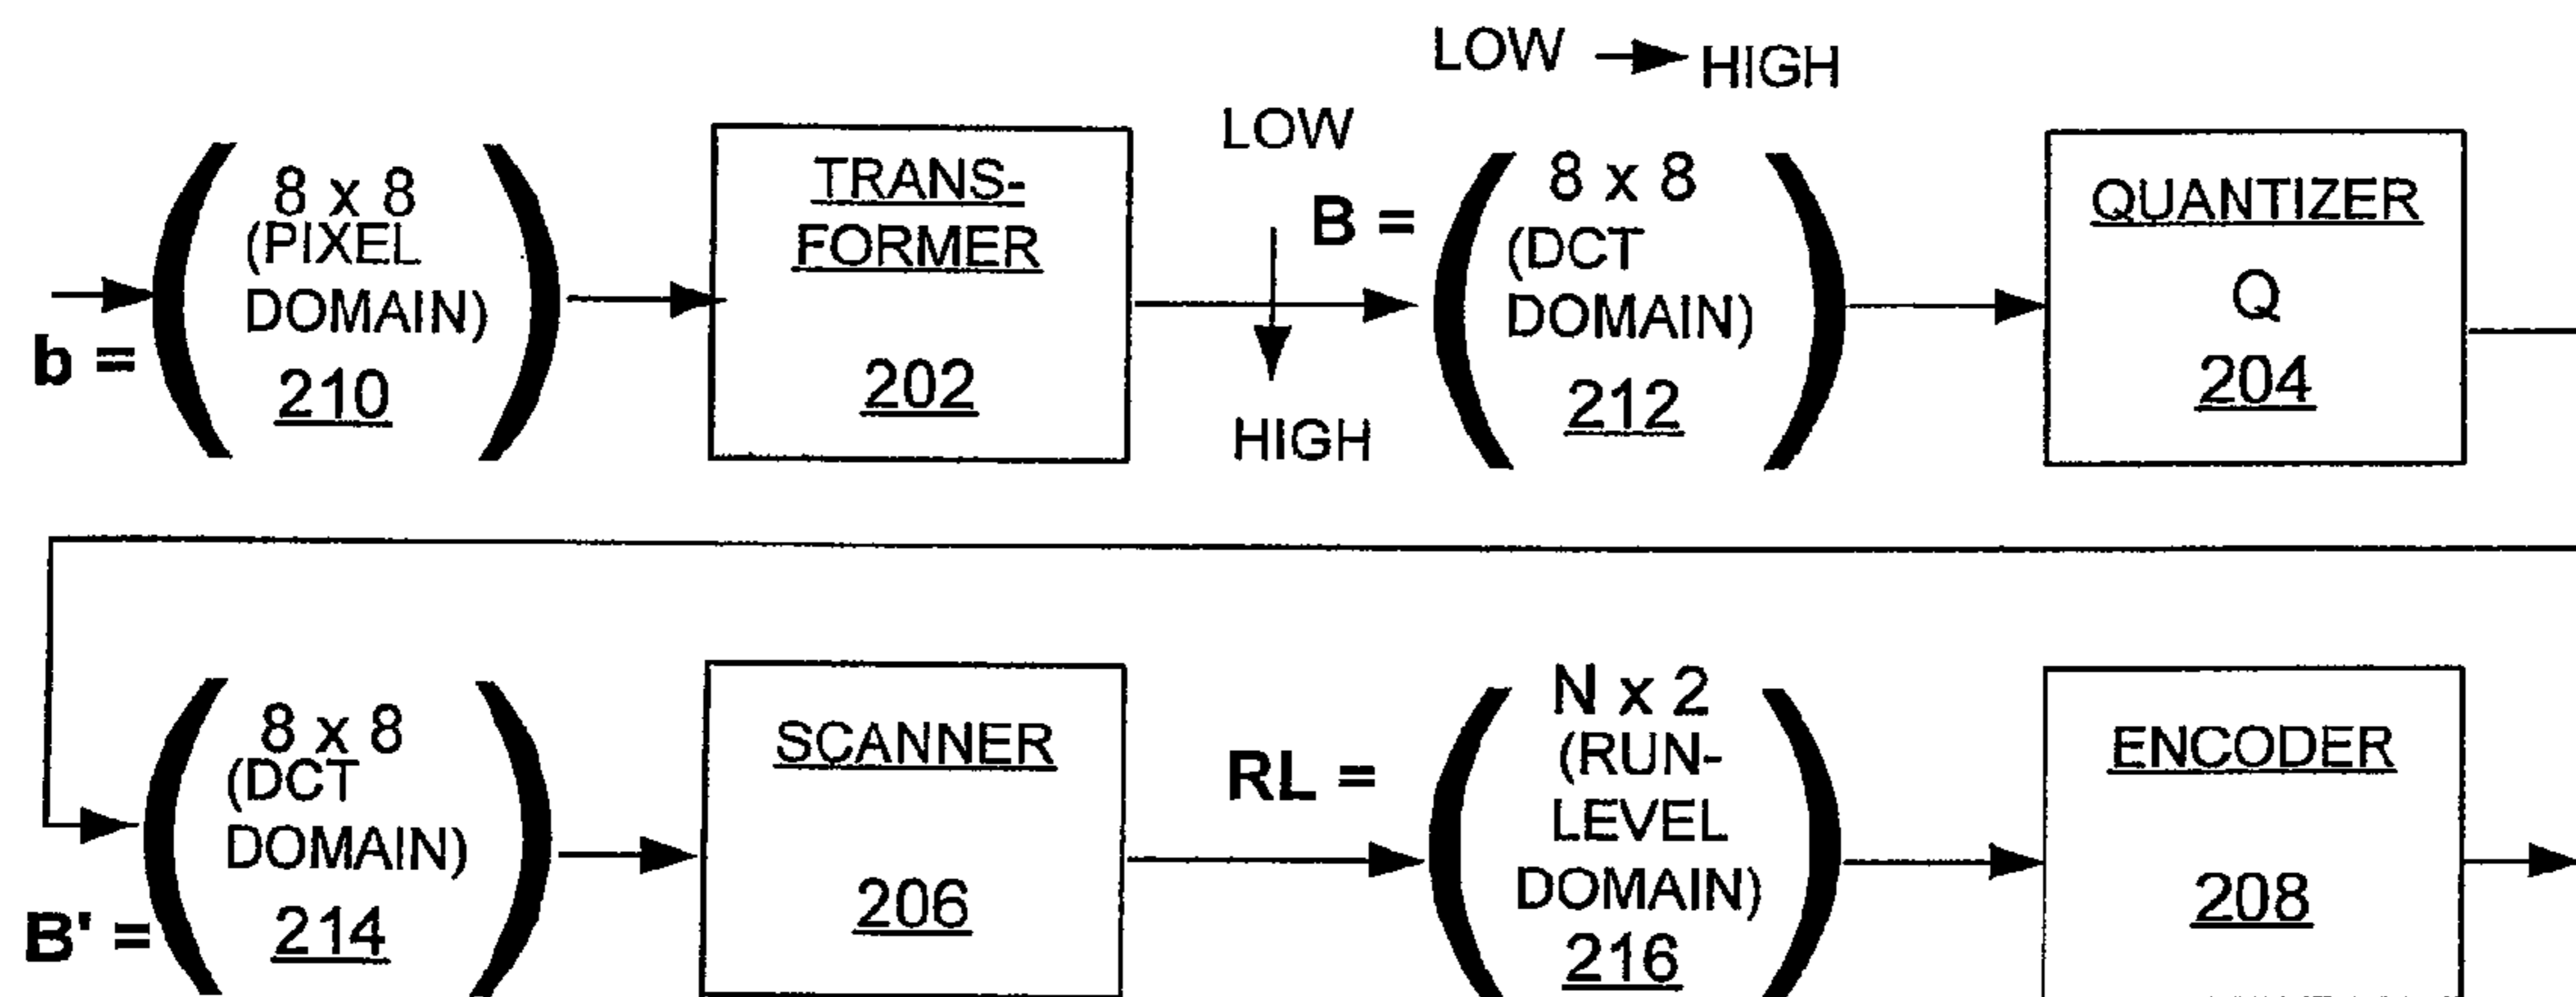 LOW → HIGH
b =
8 x 8
(PIXEL
DOMAIN)
210
TRANS-
FORMER
202
LOW
HIGH
B =
8 x 8
(DCT
DOMAIN)
212
QUANTIZER
Q
204
B' =
8 x 8
(DCT
DOMAIN)
214
SCANNER
206
RL =
N x 2
(RUN-
LEVEL
DOMAIN)
216
ENCODER
208